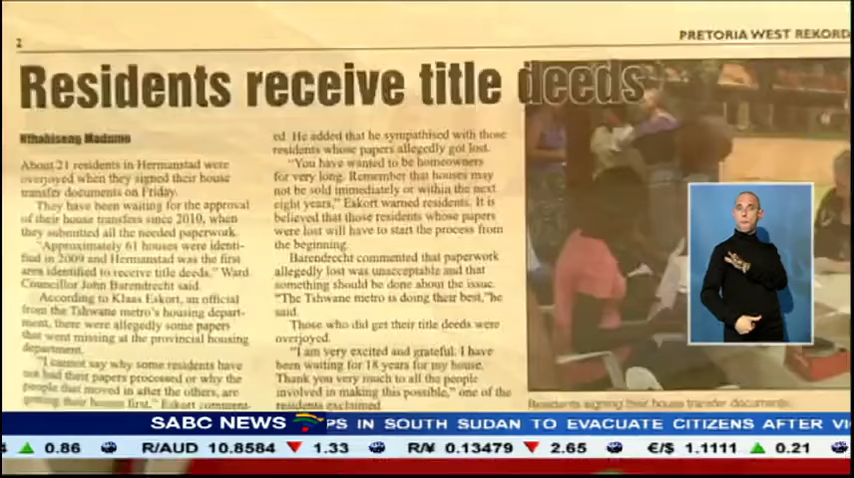 2
PRETORIA WEST REKORD
Residents receive title deeds
Nthabiseng Madumo
About 21 residents in Hermanstad were
overjoyed when they signed their house
transfer documents on Friday.
They have been waiting for the approval
of their house transfers since 2010, when
they submitted all the needed paperwork.
"Approximately 61 houses were identi-
fied in 2009 and Hermanstad was the first
area identified to receive title deeds," Ward
Councillor John Barendrecht said.
According to Klaas Eskort, an official
from the Tshwane metro's housing depart-
ment, there were allegedly some papers
that went missing at the provincial housing
department.
"I cannot say why some residents have
not had their papers processed or why the
people that moved in after the others, are
getting their houses first," Eskort comment-
ed. He added that he sympathised with those
residents whose papers allegedly got lost.
"You have wanted to be homeowners
for very long. Remember that houses may
not be sold immediately or within the next
eight years," Eskort warned residents. It is
believed that those residents whose papers
were lost will have to start the process from
the beginning.
Barendrecht commented that paperwork
allegedly lost was unacceptable and that
something should be done about the issue.
"The Tshwane metro is doing their best,"he
said.
Those who did get their title deeds were
overjoyed.
"I am very excited and grateful. I have
been waiting for 18 years for my house.
Thank you very much to all the people
involved in making this possible," one of the
residents exclaimed.
Residents signing their house transfer documents.
SABC NEWS PS IN SOUTH SUDAN TO EVACUATE CITIZENS AFTER VI
4 0.86 R/AUD 10.8584 1.33 R/¥ 0.13479 2.65 €/$ 1.1111 0.21